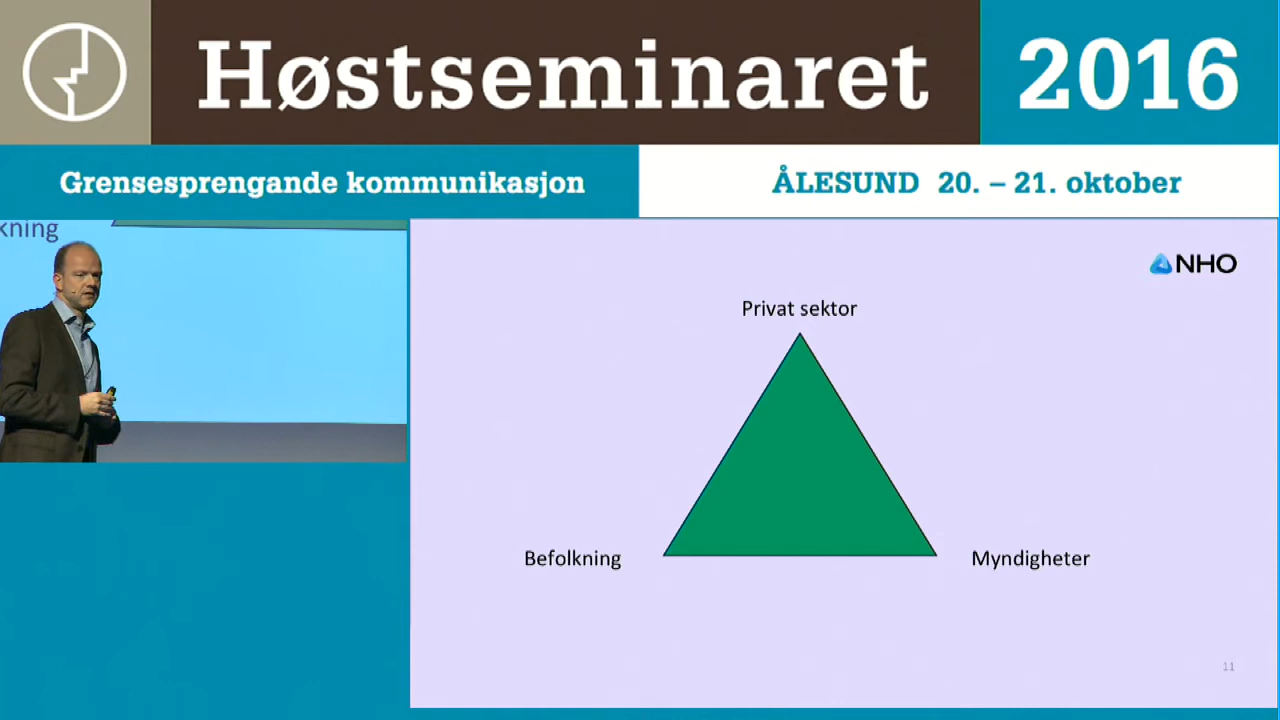 Høstseminaret
2016
Grensesprengande kommunikasjon
ÅLESUND 20. – 21. oktober
kning
NHO
Privat sektor
Befolkning
Myndigheter
11